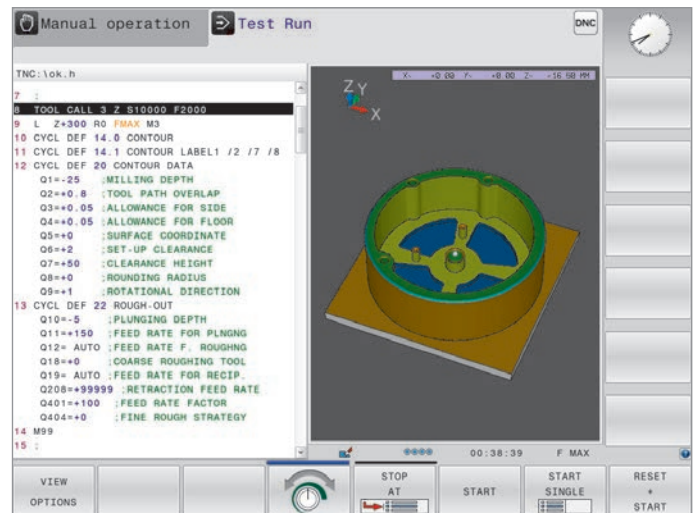 Manual operation
Test Run
DNC
TNC:\ok.h
7 ;
8 TOOL CALL 3 Z S10000 F2000
9 L Z+300 R0 FMAX M3
10 CYCL DEF 14.0 CONTOUR
11 CYCL DEF 14.1 CONTOUR LABEL1 /2 /7 /8
12 CYCL DEF 20 CONTOUR DATA
Q1=-25 ;MILLING DEPTH
Q2=+0.8 ;TOOL PATH OVERLAP
Q3=+0.05 ;ALLOWANCE FOR SIDE
Q4=+0.05 ;ALLOWANCE FOR FLOOR
Q5=+0 ;SURFACE COORDINATE
Q6=+2 ;SET-UP CLEARANCE
Q7=+50 ;CLEARANCE HEIGHT
Q8=+0 ;ROUNDING RADIUS
Q9=+1 ;ROTATIONAL DIRECTION
13 CYCL DEF 22 ROUGH-OUT
Q10=-5 ;PLUNGING DEPTH
Q11=+150 ;FEED RATE FOR PLNGNG
Q12= AUTO ;FEED RATE F. ROUGHNG
Q18=+0 ;COARSE ROUGHING TOOL
Q19= AUTO ;FEED RATE FOR RECIP.
Q208=+99999 ;RETRACTION FEED RATE
Q401=+100 ;FEED RATE FACTOR
Q404=+0 ;FINE ROUGH STRATEGY
14 M99
15 ;
X- +0.00 Y- +0.00 Z- -16.50 MM
Z Y
X
00:38:39 F MAX
VIEW
OPTIONS
STOP
AT
START
START
SINGLE
RESET
+
START